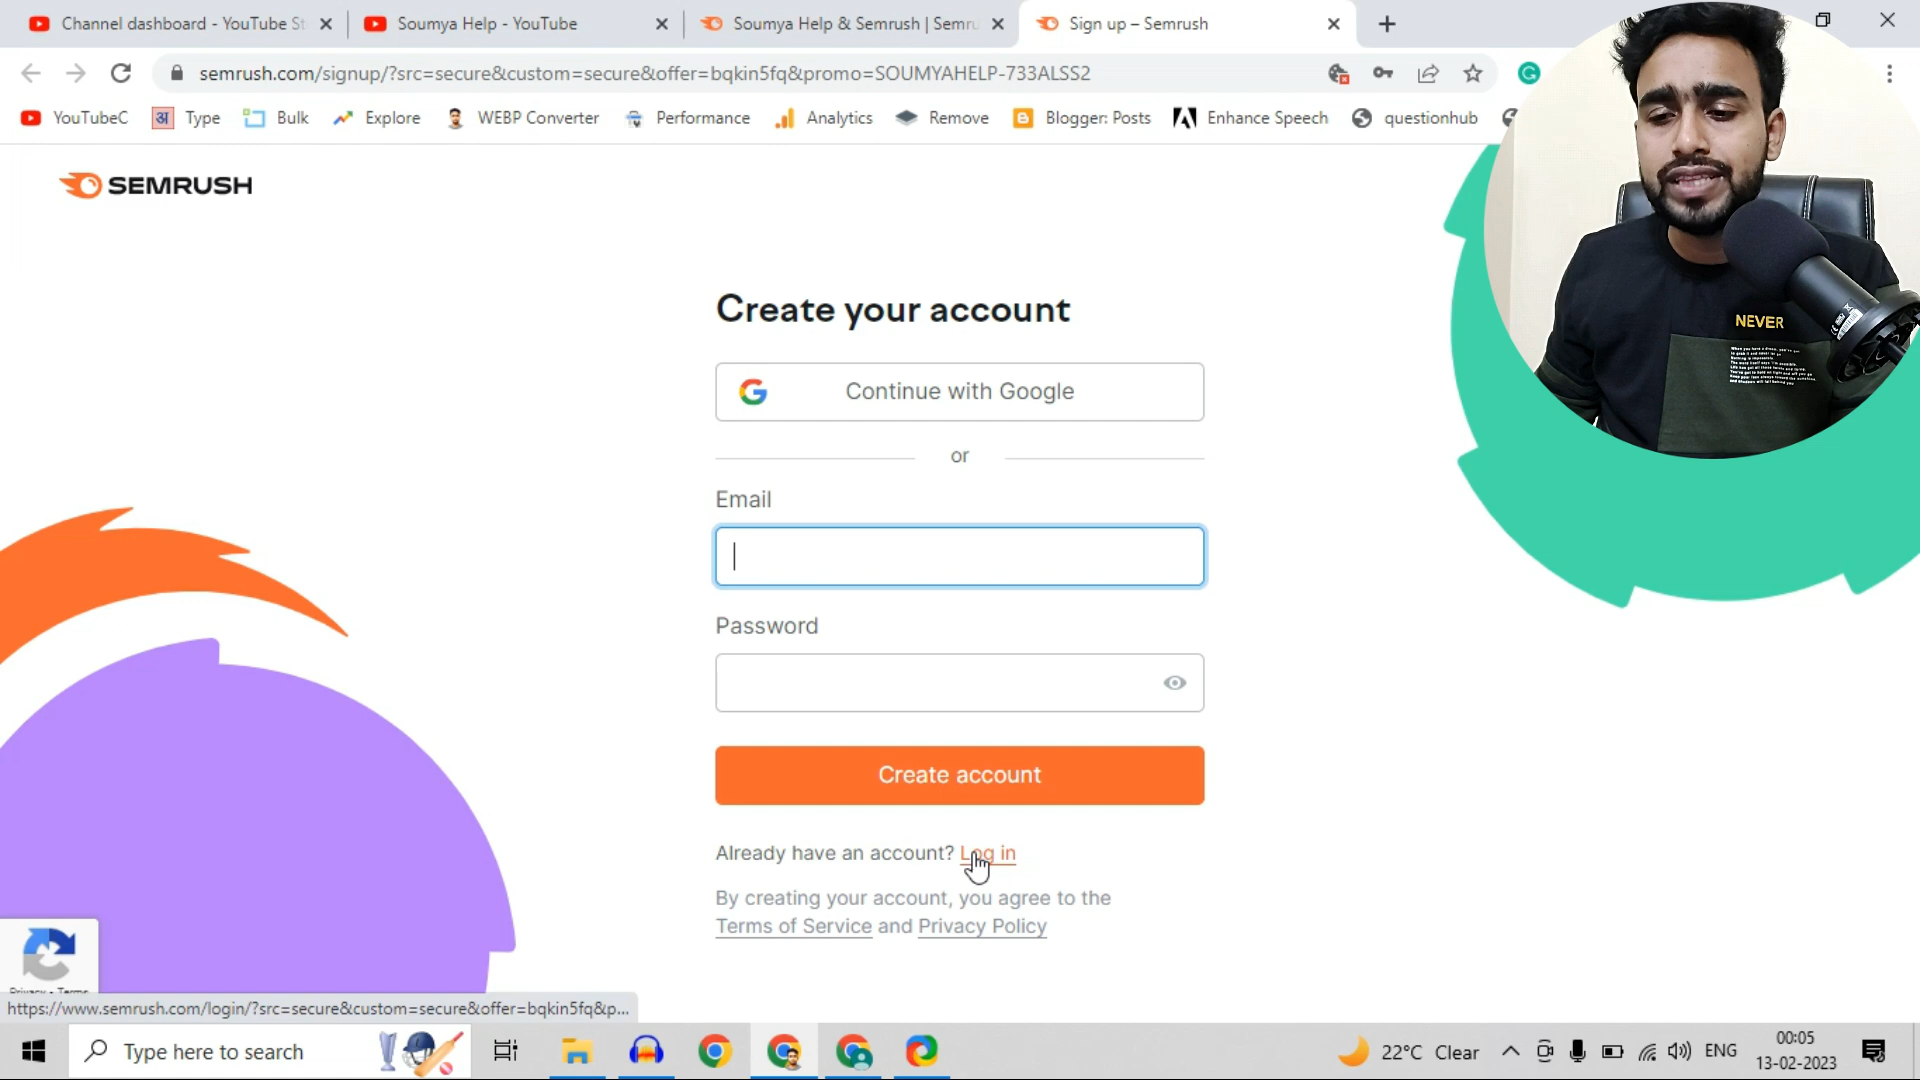 Channel dashboard - YouTube St
Soumya Help - YouTube
Soumya Help & Semrush | Semru
Sign up – Semrush
semrush.com/signup/?src=secure&custom=secure&offer=bqkin5fq&promo=SOUMYAHELP-733ALSS2
YouTubeC
अ Type
Bulk
Explore
WEBP Converter
Performance
Analytics
Remove
Blogger: Posts
Enhance Speech
questionhub
SEMRUSH
NEVER
Create your account
Continue with Google
or
Email
Password
Create account
Already have an account? Log in
By creating your account, you agree to the
Terms of Service and Privacy Policy
Privacy - Terms
https://www.semrush.com/login/?src=secure&custom=secure&offer=bqkin5fq&p...
Type here to search
22°C Clear
ENG
00:05
13-02-2023